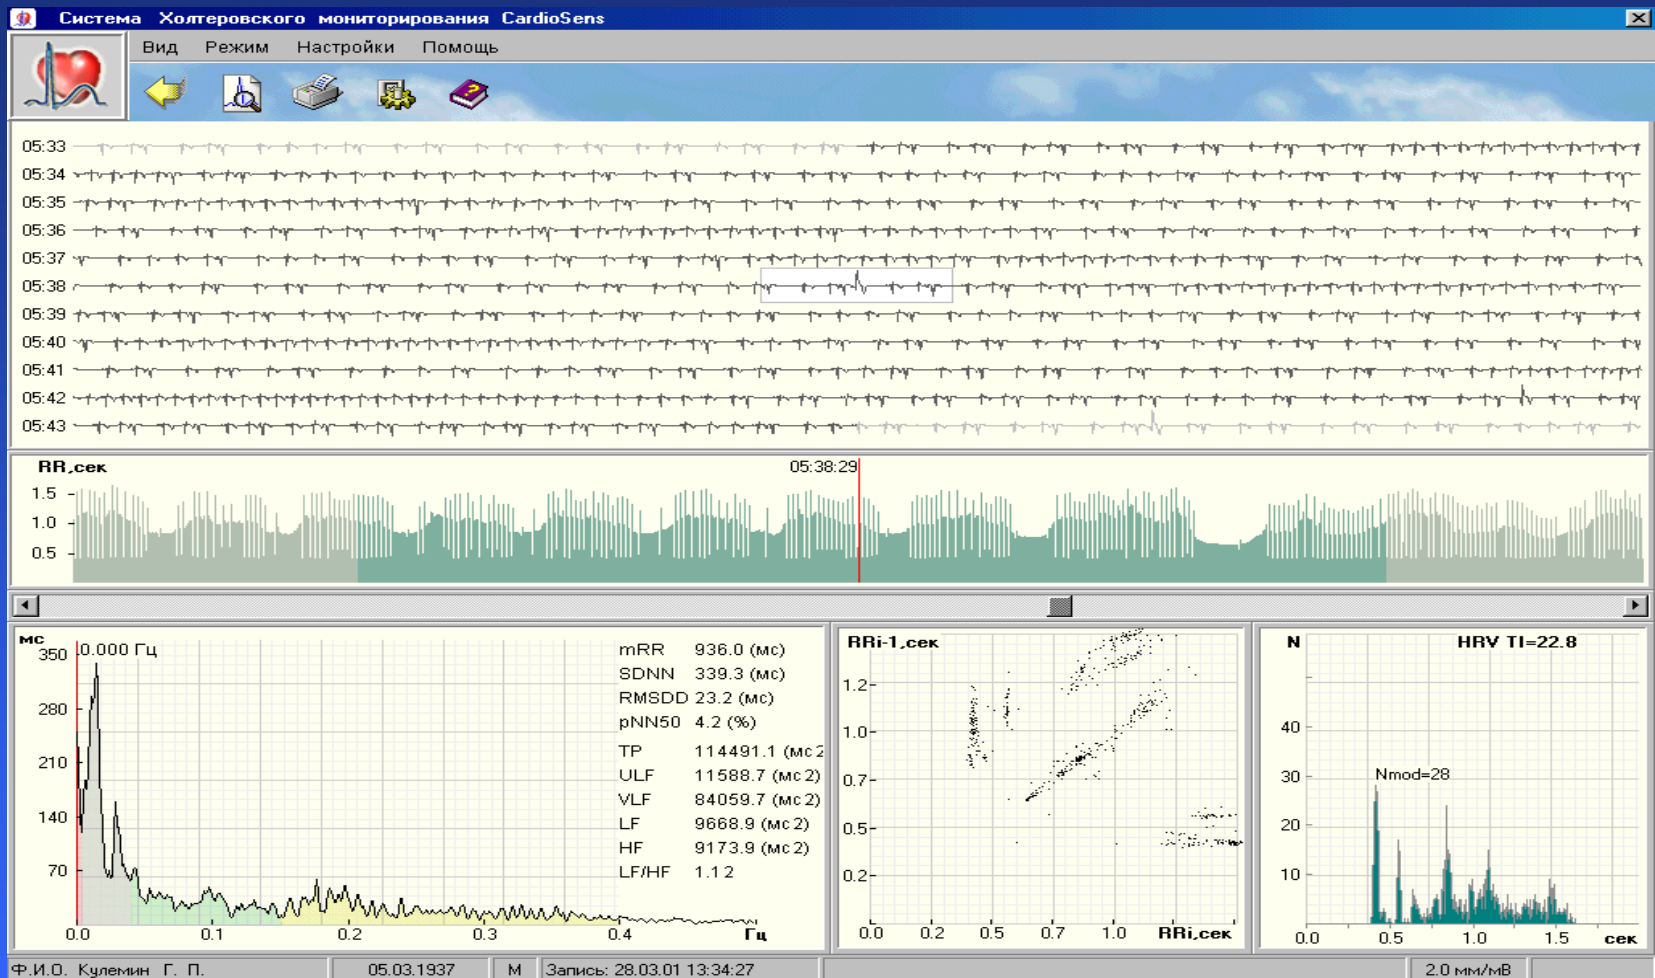 Система Холтеровского мониторирования CardioSens
Вид Режим Настройки Помощь
05:33
05:34
05:35
05:36
05:37
05:38
05:39
05:40
05:41
05:42
05:43
RR,сек 05:38:29
1.5
1.0
0.5
мс
350 0.000 Гц
280
210
140
70
0.0 0.1 0.2 0.3 0.4 Гц
mRR 936.0 (мс)
SDNN 339.3 (мс)
RMSDD 23.2 (мс)
pNN50 4.2 (%)
TP 114491.1 (мс2
ULF 11588.7 (мс2)
VLF 84059.7 (мс2)
LF 9668.9 (мс2)
HF 9173.9 (мс2)
LF/HF 1.12
RRi-1,сек
1.2
1.0
0.7
0.5
0.2
0.0 0.2 0.5 0.7 1.0 RRi,сек
N HRV TI=22.8
40
30 Nmod=28
20
10
0.0 0.5 1.0 1.5 сек
Ф.И.О. Кулемин Г. П. 05.03.1937 М Запись: 28.03.01 13:34:27 2.0 мм/мВ